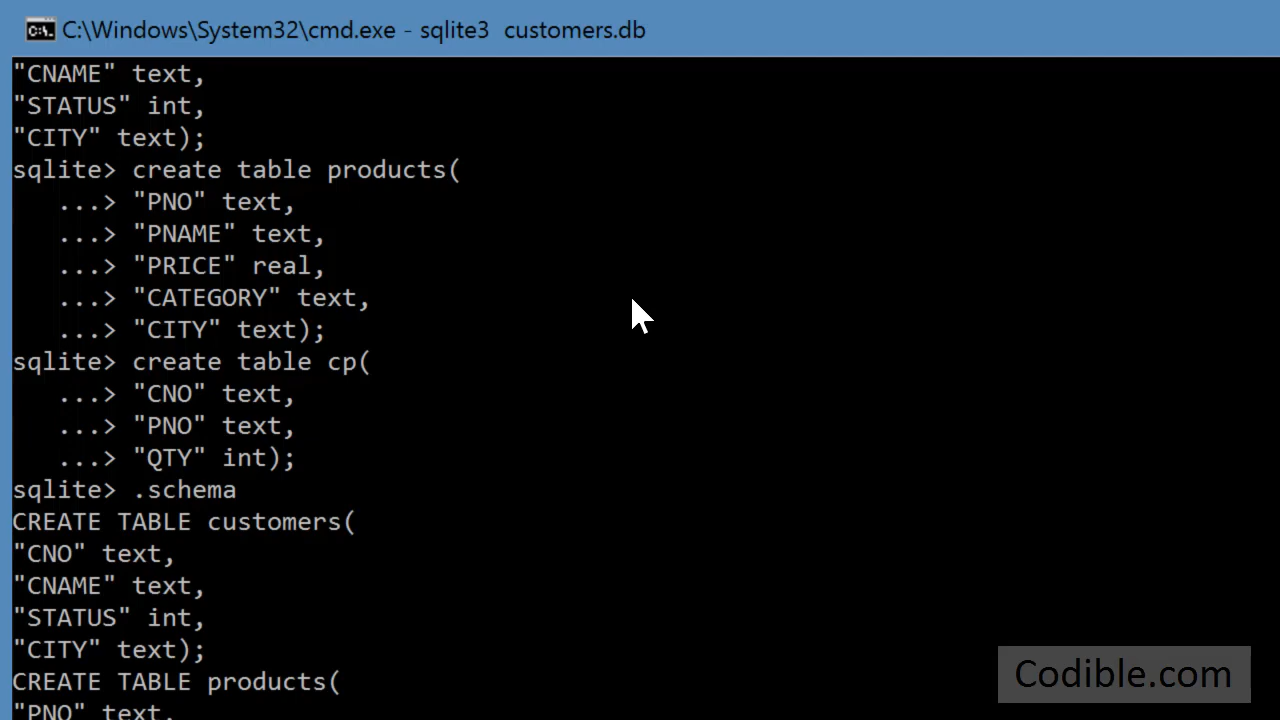 C:\Windows\System32\cmd.exe - sqlite3  customers.db
"CNAME" text,
"STATUS" int,
"CITY" text);
sqlite> create table products(
   ...> "PNO" text,
   ...> "PNAME" text,
   ...> "PRICE" real,
   ...> "CATEGORY" text,
   ...> "CITY" text);
sqlite> create table cp(
   ...> "CNO" text,
   ...> "PNO" text,
   ...> "QTY" int);
sqlite> .schema
CREATE TABLE customers(
"CNO" text,
"CNAME" text,
"STATUS" int,
"CITY" text);
CREATE TABLE products(
"PNO" text,
Codible.com